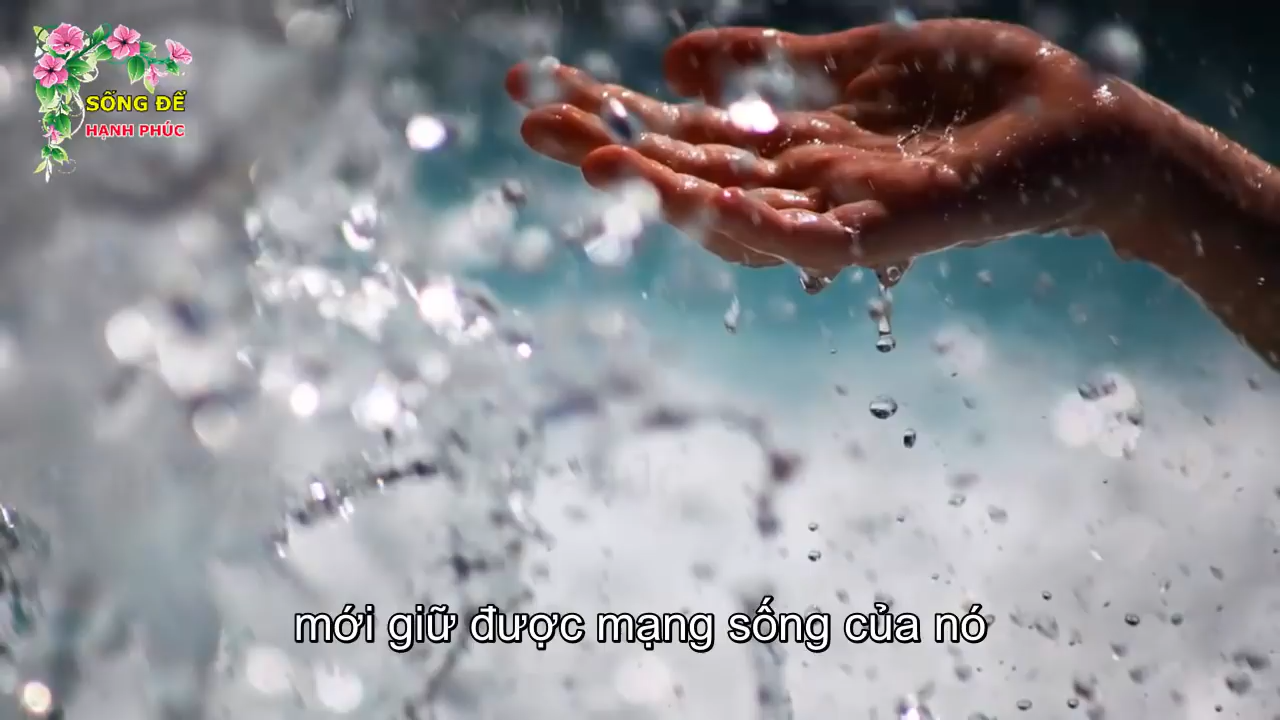 SỐNG ĐỂ
HẠNH PHÚC
mới giữ được mạng sống của nó